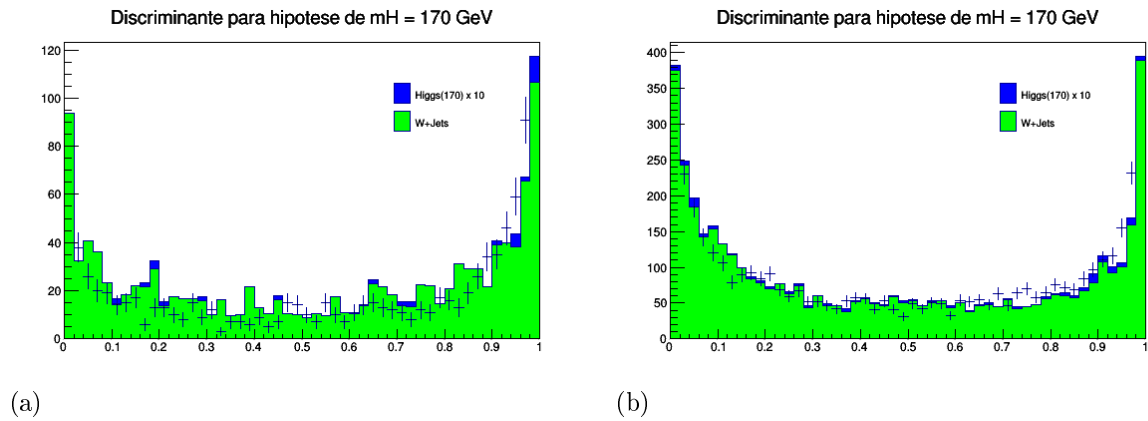 Discriminante para hipotese de mH = 170 GeV
120
100
80
60
40
20
0
Higgs(170) x 10
W+Jets
0 0.1 0.2 0.3 0.4 0.5 0.6 0.7 0.8 0.9 1
(a)
Discriminante para hipotese de mH = 170 GeV
400
350
300
250
200
150
100
50
0
Higgs(170) x 10
W+Jets
0 0.1 0.2 0.3 0.4 0.5 0.6 0.7 0.8 0.9 1
(b)